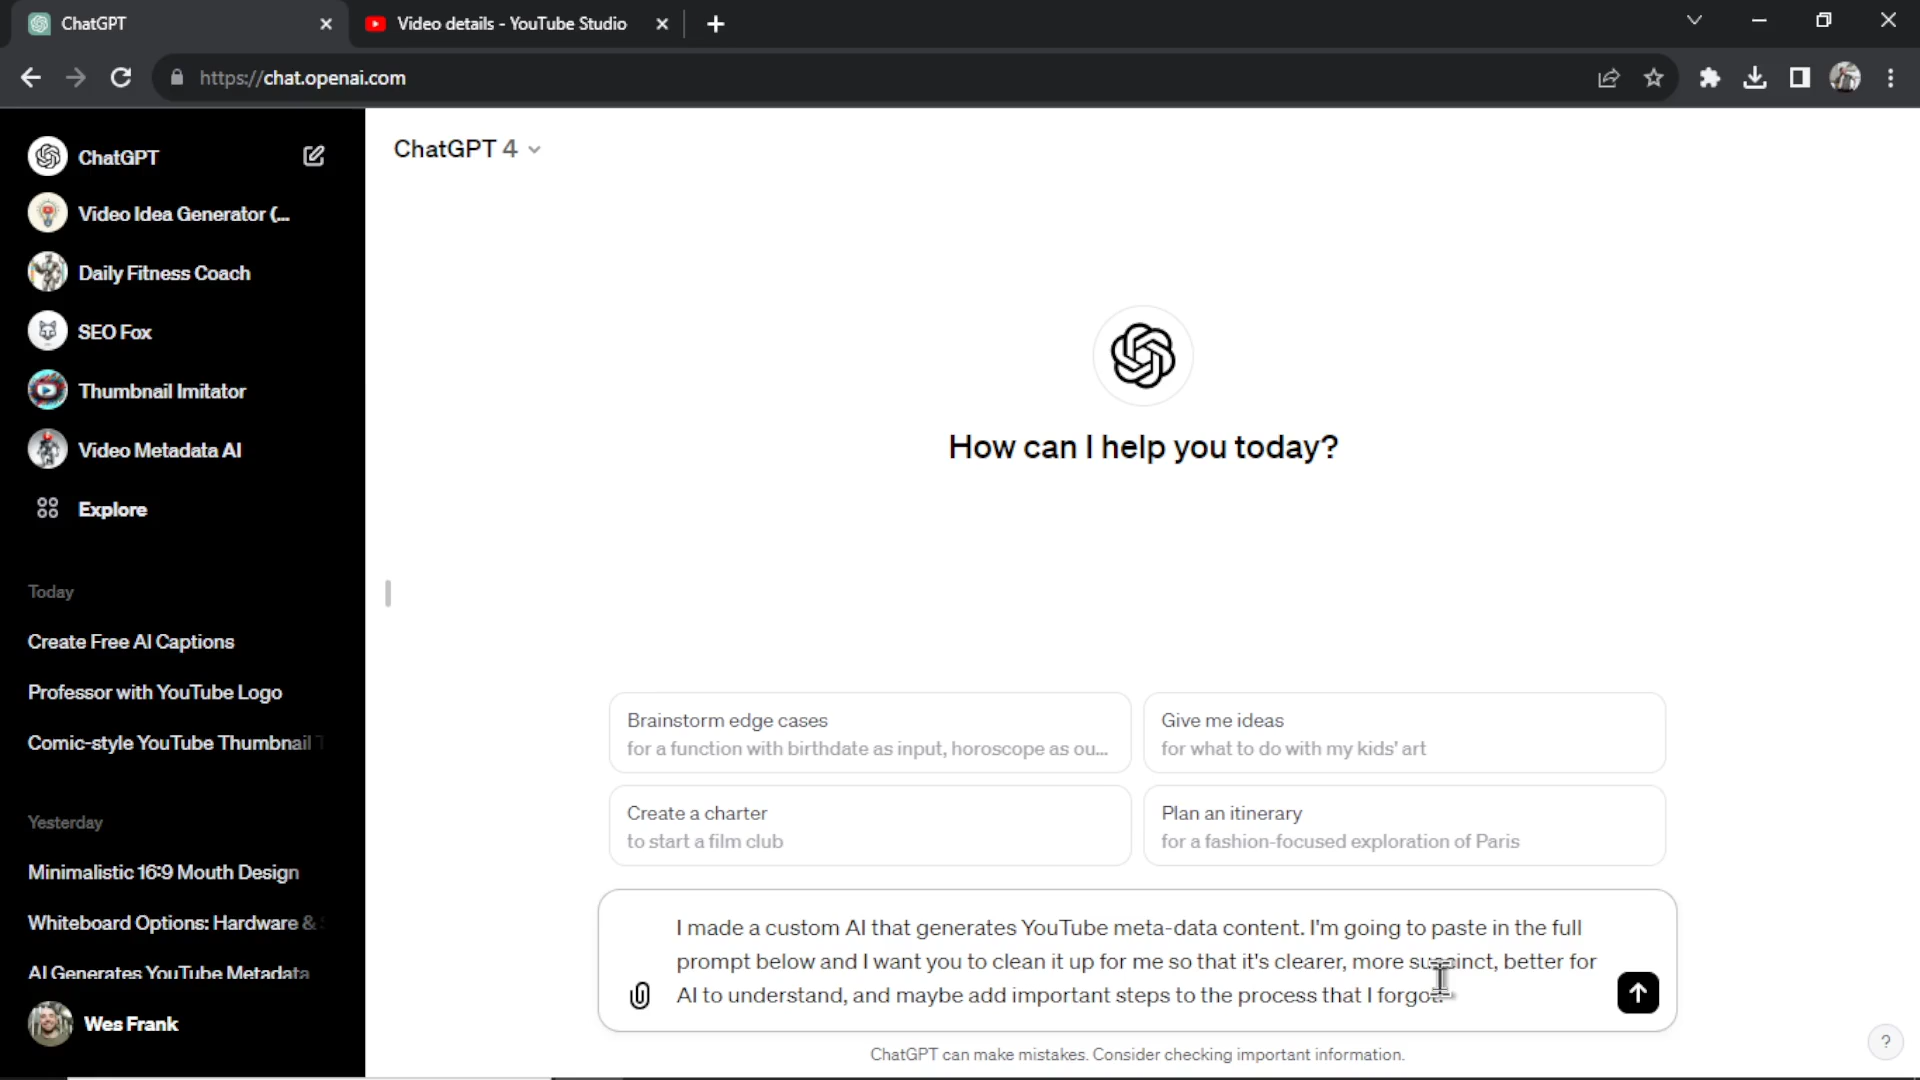 ChatGPT
Video details - YouTube Studio
https://chat.openai.com
ChatGPT
Video Idea Generator (...
Daily Fitness Coach
SEO Fox
Thumbnail Imitator
Video Metadata AI
Explore
Today
Create Free AI Captions
Professor with YouTube Logo
Comic-style YouTube Thumbnail T
Yesterday
Minimalistic 16:9 Mouth Design
Whiteboard Options: Hardware &
AI Generates YouTube Metadata
Wes Frank
ChatGPT 4
How can I help you today?
Brainstorm edge cases
for a function with birthdate as input, horoscope as ou...
Give me ideas
for what to do with my kids' art
Create a charter
to start a film club
Plan an itinerary
for a fashion-focused exploration of Paris
I made a custom AI that generates YouTube meta-data content. I'm going to paste in the full
prompt below and I want you to clean it up for me so that it's clearer, more succinct, better for
AI to understand, and maybe add important steps to the process that I forgot.
ChatGPT can make mistakes. Consider checking important information.
?